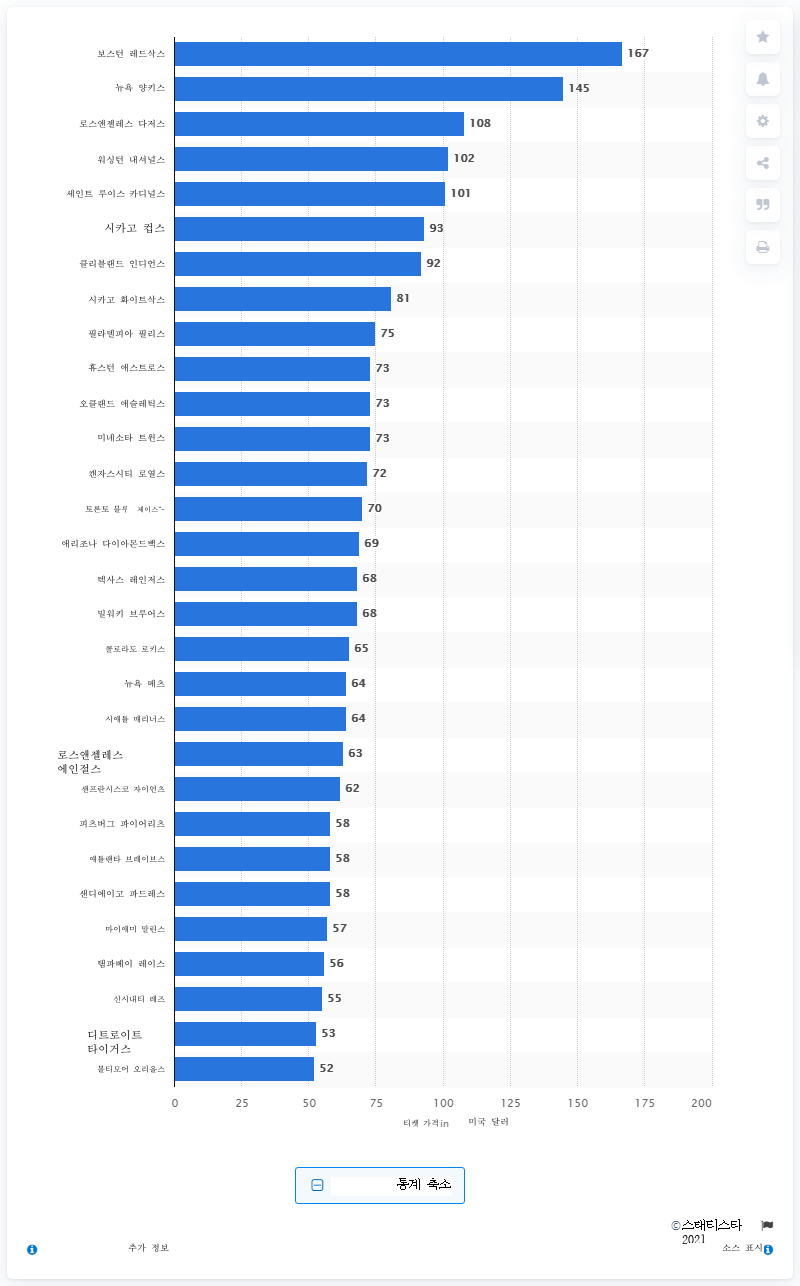 보스턴 레드삭스 167
뉴욕 양키스 145
로스앤젤레스 다저스 108
워싱턴 내셔널스 102
세인트 루이스 카디널스 101
시카고 컵스 93
클리블랜드 인디언스 92
시카고 화이트삭스 81
필라델피아 필리스 75
휴스턴 애스트로스 73
오클랜드 애슬레틱스 73
미네소타 트윈스 73
캔자스시티 로열스 72
토론토 블루 제이스~ 70
애리조나 다이아몬드백스 69
텍사스 레인저스 68
밀워키 브루어스 68
콜로라도 로키스 65
뉴욕 메츠 64
시애틀 매리너스 64
로스앤젤레스 63
에인절스
샌프란시스코 자이언츠 62
피츠버그 파이어리츠 58
애틀랜타 브레이브스 58
샌디에이고 파드레스 58
마이애미 말린스 57
탬파베이 레이스 56
신시내티 레즈 55
디트로이트 53
타이거스
볼티모어 오리올스 52
0 25 50 75 100 125 150 175 200
티켓 가격in 미국 달러
통계 축소
©스태티스타
2021
추가 정보 소스 표시